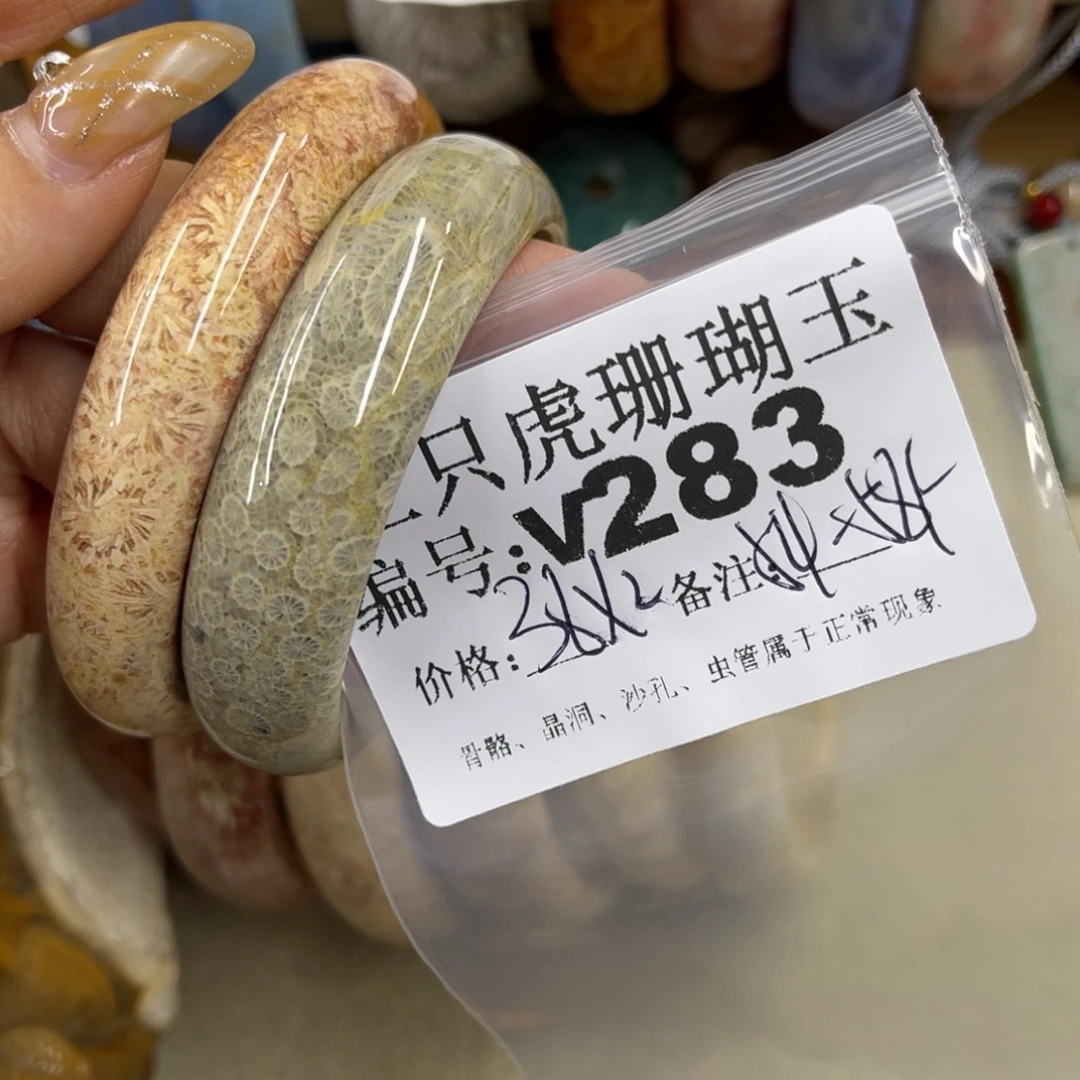 只虎珊瑚玉
编号:V283
价格: 备注:
骨骼、晶洞、沙孔、虫管属于正常现象